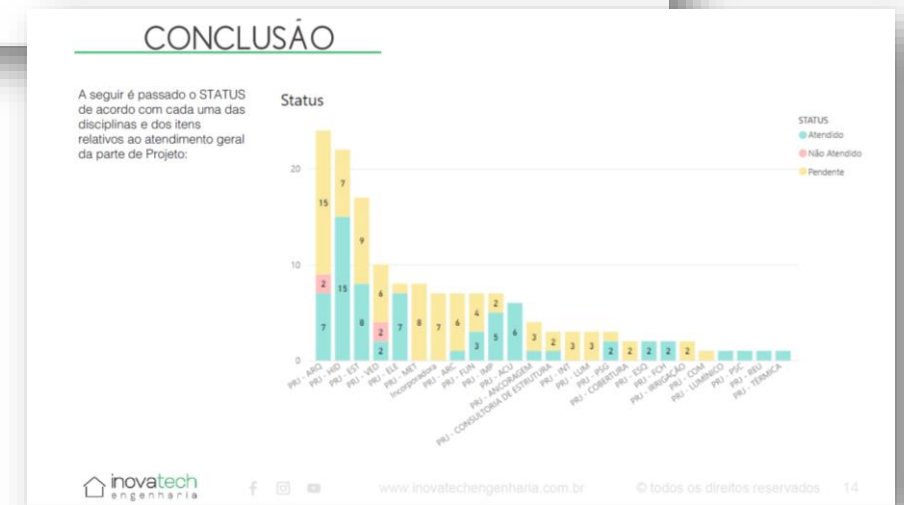 CONCLUSÃO
A seguir é passado o STATUS
de acordo com cada uma das
disciplinas e dos itens
relativos ao atendimento geral
da parte de Projeto:
Status
STATUS
Atendido
Não Atendido
Pendente
20
10
0
15
2
7
7
15
9
8
6
2
2
7
8
7
6
4
3
2
5
6
3
2
3
3
2
2
2
2
2
PRJ - ARQ
PRJ - HID
PRJ - EST
PRJ - VED
PRJ - ELE
PRJ - MET
Incorporadora
PRJ - ARC
PRJ - FUN
PRJ - IMP
PRJ - ACU
PRJ - ANCORAGEM
PRJ - CONSULTORIA DE ESTRUTURA
PRJ - INT
PRJ - LUM
PRJ - PSG
PRJ - COBERTURA
PRJ - ESQ
PRJ - FCH
PRJ - IRRIGAÇÃO
PRJ - COM
PRJ - LUMÍNICO
PRJ - PSC
PRJ - REU
PRJ - TÉRMICA
inovatech
engenharia
www.inovatechengenharia.com.br
© todos os direitos reservados
14